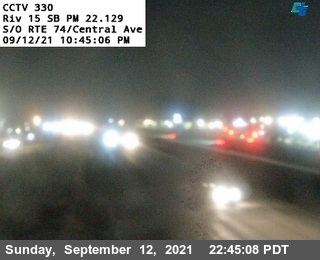 CCTV 330
Riv 15 SB PM 22.129
S/O RTE 74/Central Ave
09/12/21 10:45:06 PM
Sunday, September 12, 2021 22:45:08 PDT